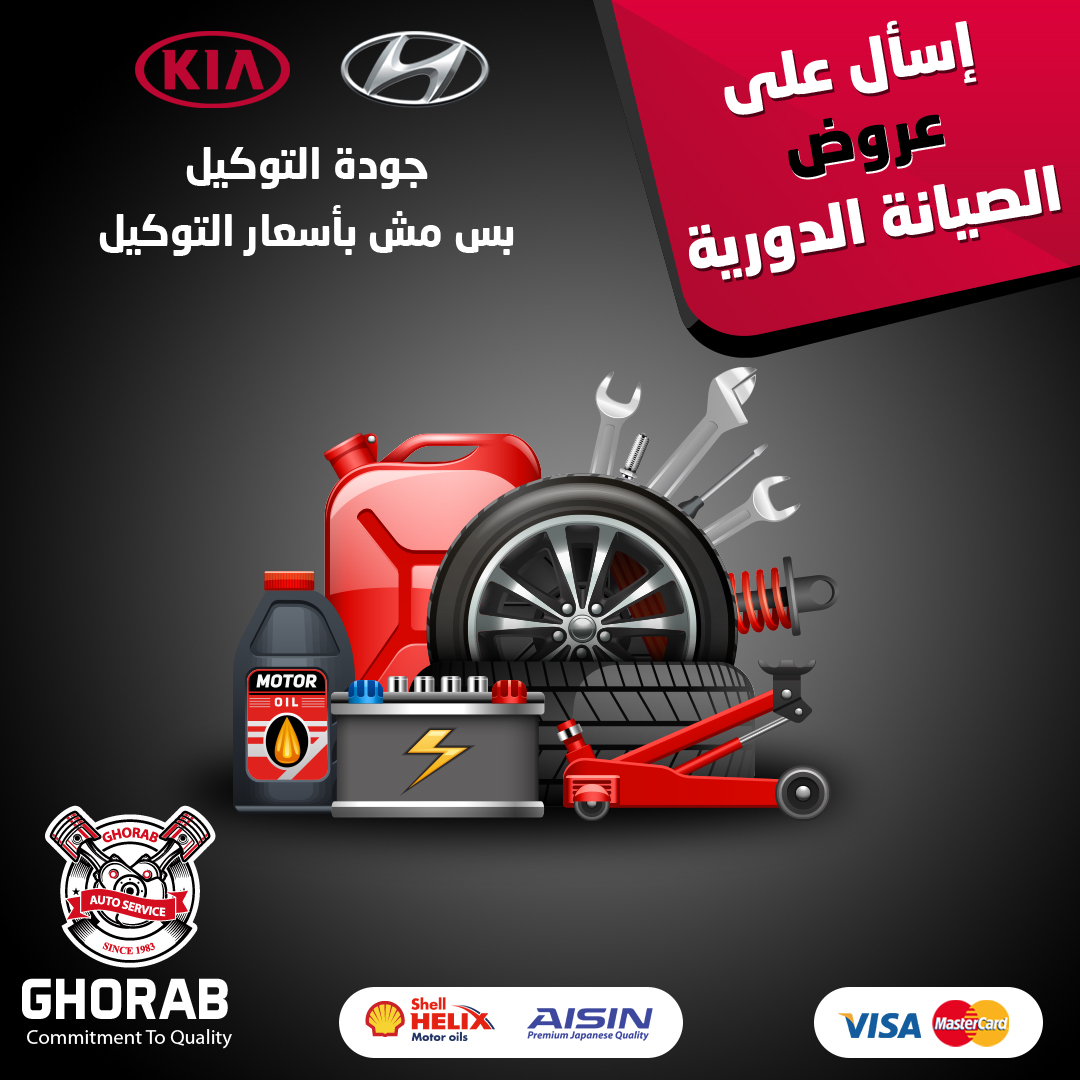 KIA
إسأل على
عروض
الصيانة الدورية
جودة التوكيل
بس مش بأسعار التوكيل
MOTOR
OIL
GHORAB
AUTO SERVICE
SINCE 1983
GHORAB
Commitment To Quality
Shell
HELIX
Motor oils
AISIN
Premium Japanese Quality
VISA
MasterCard